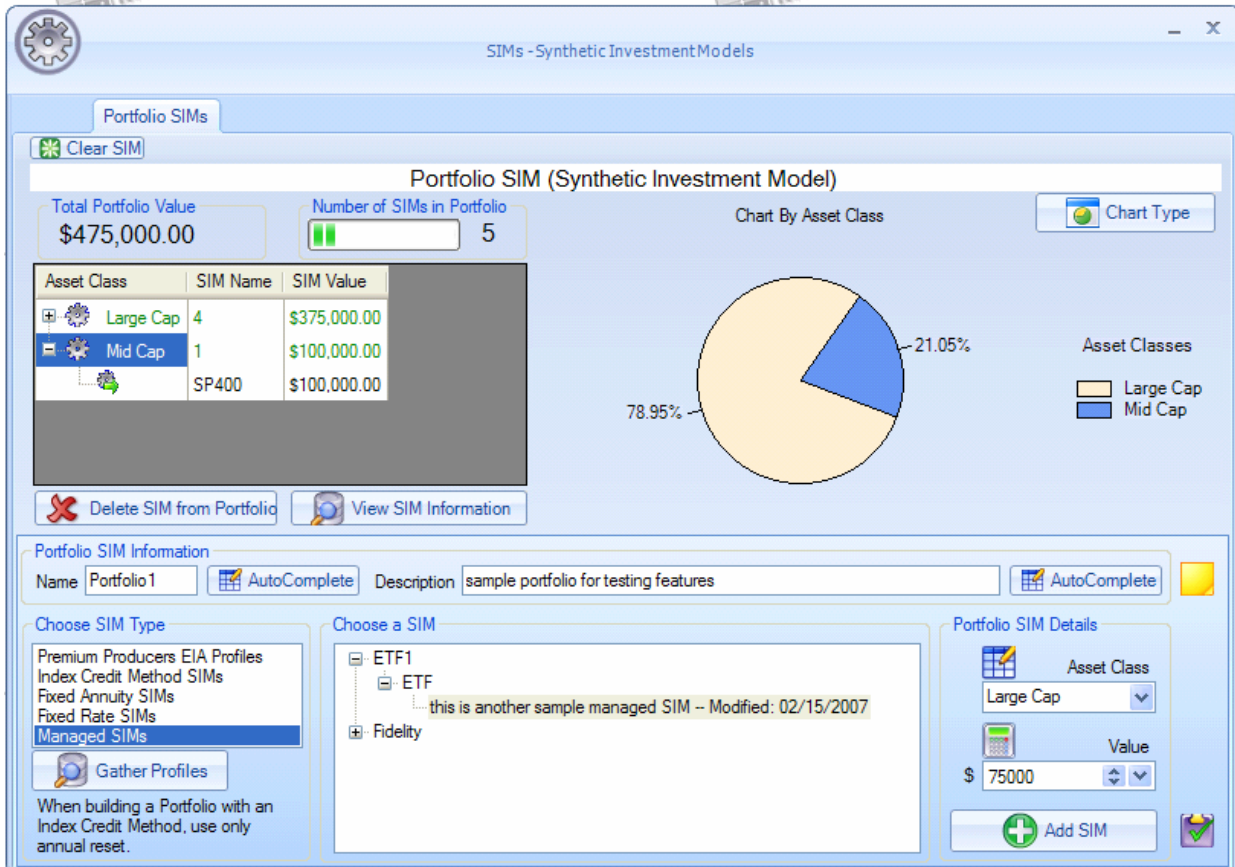 SIMs - Synthetic Investment Models
Portfolio SIMs
Clear SIM
Portfolio SIM (Synthetic Investment Model)
Total Portfolio Value
$475,000.00
Number of SIMs in Portfolio
5
Chart By Asset Class
Chart Type
Asset Class SIM Name SIM Value
Large Cap 4 $375,000.00
Mid Cap 1 $100,000.00
SP400 $100,000.00
21.05%
78.95%
Asset Classes
Large Cap
Mid Cap
Delete SIM from Portfolio
View SIM Information
Portfolio SIM Information
Name Portfolio1 AutoComplete Description sample portfolio for testing features AutoComplete
Choose SIM Type
Premium Producers EIA Profiles
Index Credit Method SIMs
Fixed Annuity SIMs
Fixed Rate SIMs
Managed SIMs
Gather Profiles
When building a Portfolio with an
Index Credit Method, use only
annual reset.
Choose a SIM
ETF1
ETF
this is another sample managed SIM -- Modified: 02/15/2007
Fidelity
Portfolio SIM Details
Asset Class
Large Cap
Value
$ 75000
Add SIM